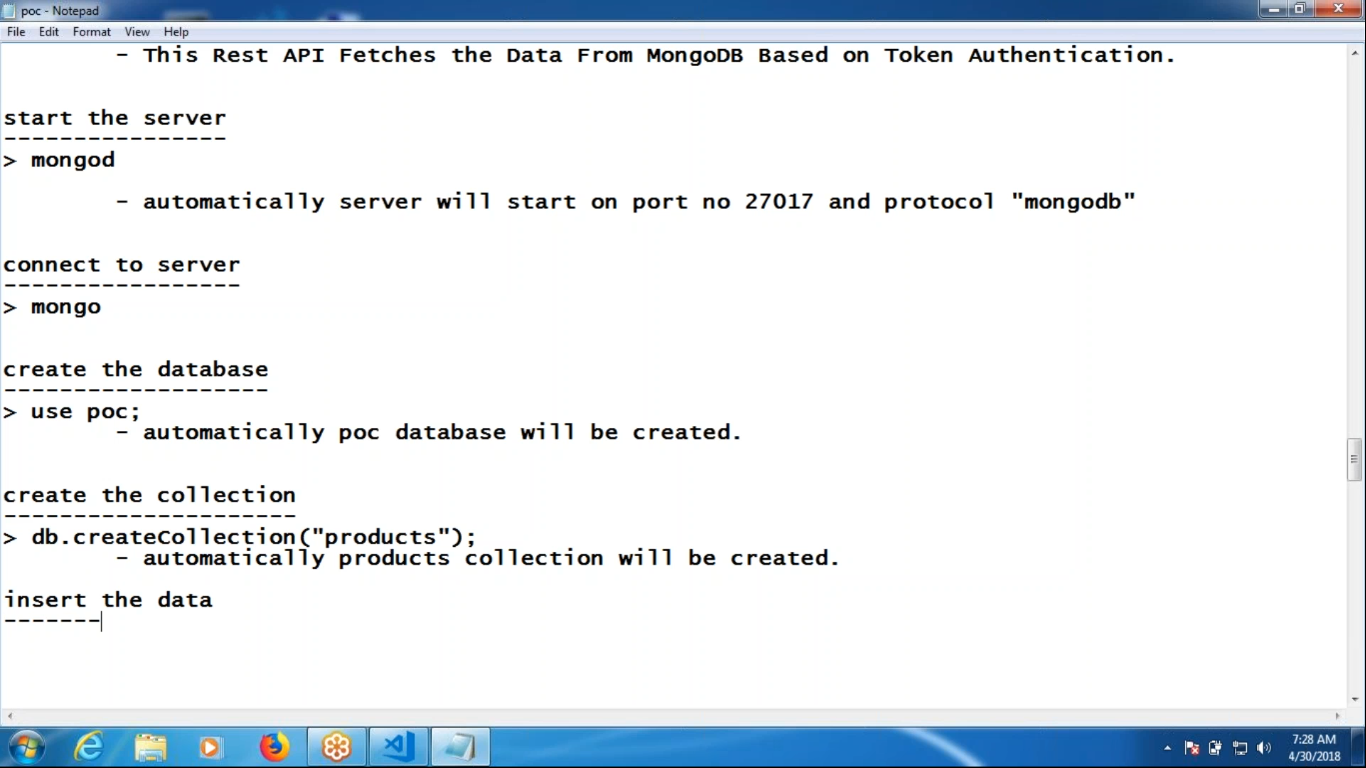 poc - Notepad
File Edit Format View Help
- This Rest API Fetches the Data From MongoDB Based on Token Authentication.
start the server
----------------
> mongod
- automatically server will start on port no 27017 and protocol "mongodb"
connect to server
-----------------
> mongo
create the database
-------------------
> use poc;
- automatically poc database will be created.
create the collection
---------------------
> db.createCollection("products");
- automatically products collection will be created.
insert the data
-------
7:28 AM
4/30/2018